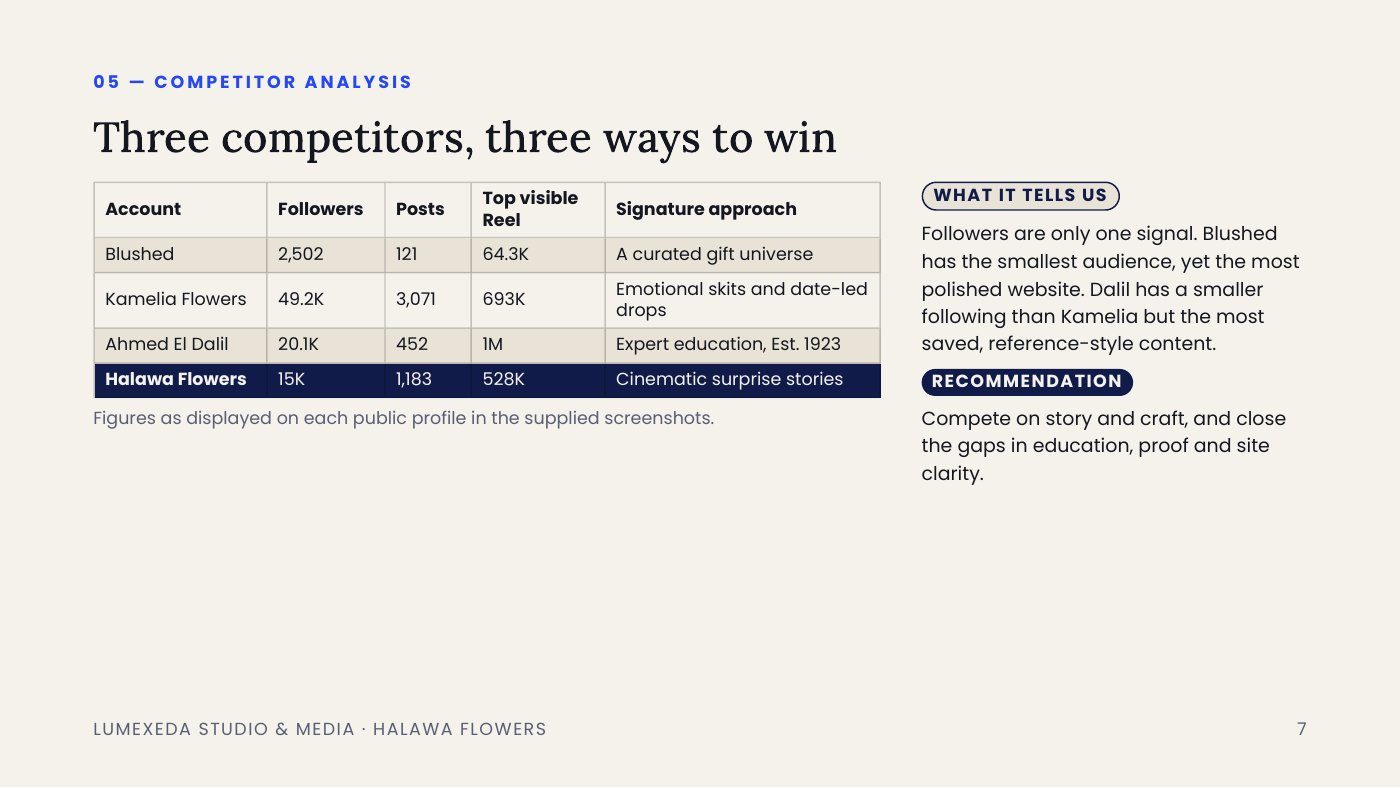 05 — COMPETITOR ANALYSIS
Three competitors, three ways to win
Account Followers Posts Top visible Reel Signature approach
Blushed 2,502 121 64.3K A curated gift universe
Kamelia Flowers 49.2K 3,071 693K Emotional skits and date-led drops
Ahmed El Dalil 20.1K 452 1M Expert education, Est. 1923
Halawa Flowers 15K 1,183 528K Cinematic surprise stories
Figures as displayed on each public profile in the supplied screenshots.
WHAT IT TELLS US
Followers are only one signal. Blushed
has the smallest audience, yet the most
polished website. Dalil has a smaller
following than Kamelia but the most
saved, reference-style content.
RECOMMENDATION
Compete on story and craft, and close
the gaps in education, proof and site
clarity.
LUMEXEDA STUDIO & MEDIA · HALAWA FLOWERS
7